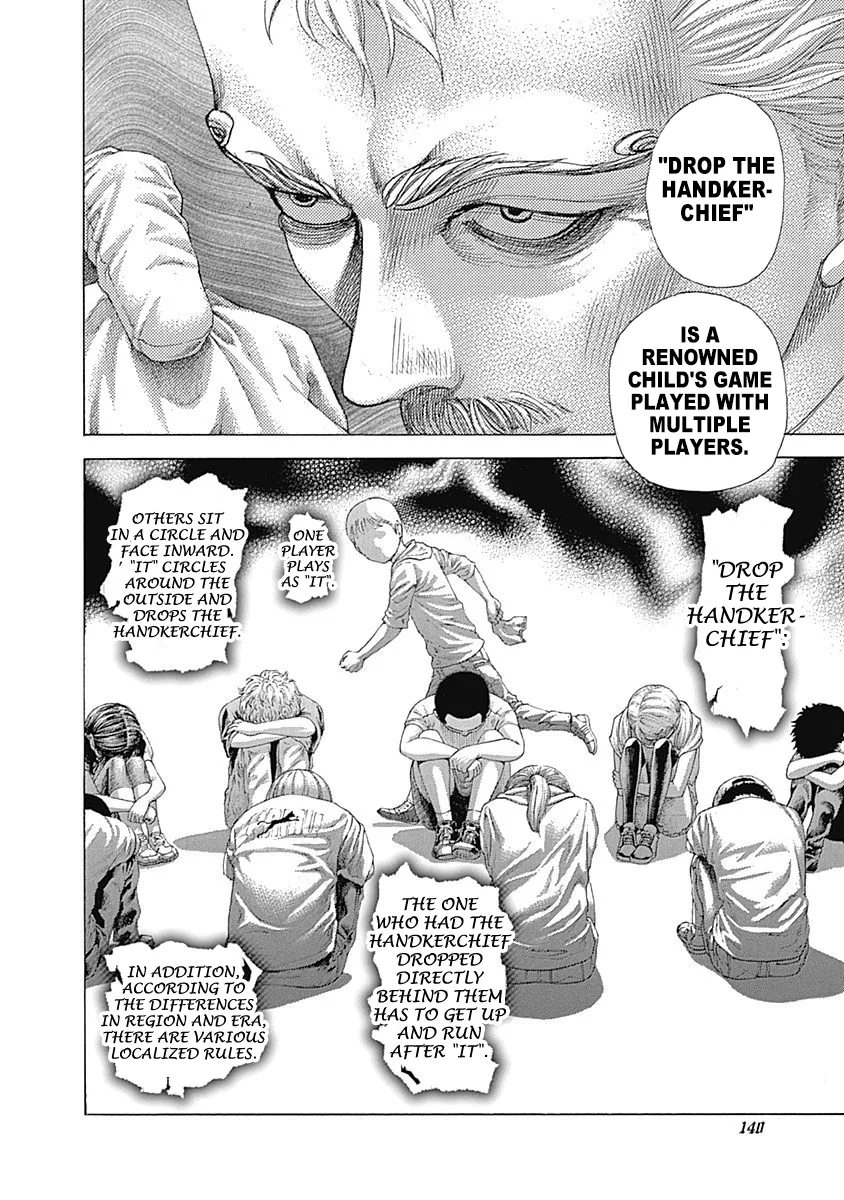 "DROP THE
HANDKER-
CHIEF"
IS A
RENOWNED
CHILD'S GAME
PLAYED WITH
MULTIPLE
PLAYERS.
"DROP
THE
HANDKER-
CHIEF":
ONE
PLAYER
PLAYS
AS "IT".
OTHERS SIT
IN A CIRCLE AND
FACE INWARD.
"IT" CIRCLES
AROUND THE
OUTSIDE AND
DROPS THE
HANDKERCHIEF.
THE ONE
WHO HAD THE
HANDKERCHIEF
DROPPED
DIRECTLY
BEHIND THEM
HAS TO GET UP
AND RUN
AFTER "IT".
IN ADDITION,
ACCORDING TO
THE DIFFERENCES
IN REGION AND ERA,
THERE ARE VARIOUS
LOCALIZED RULES.
140